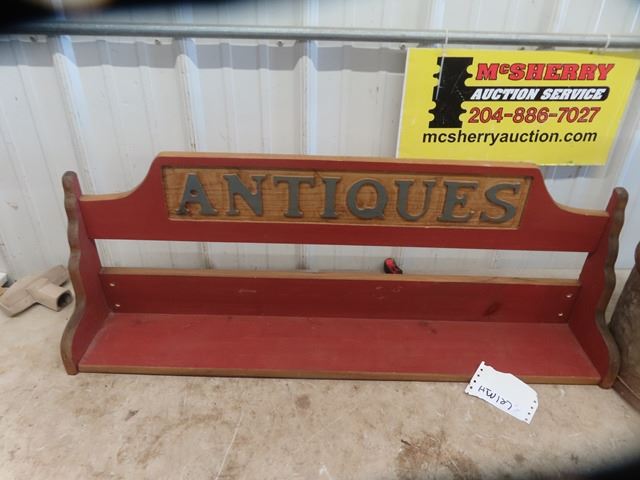 McSHERRY
AUCTION SERVICE
204-886-7027
mcsherryauction.com
ANTIQUES